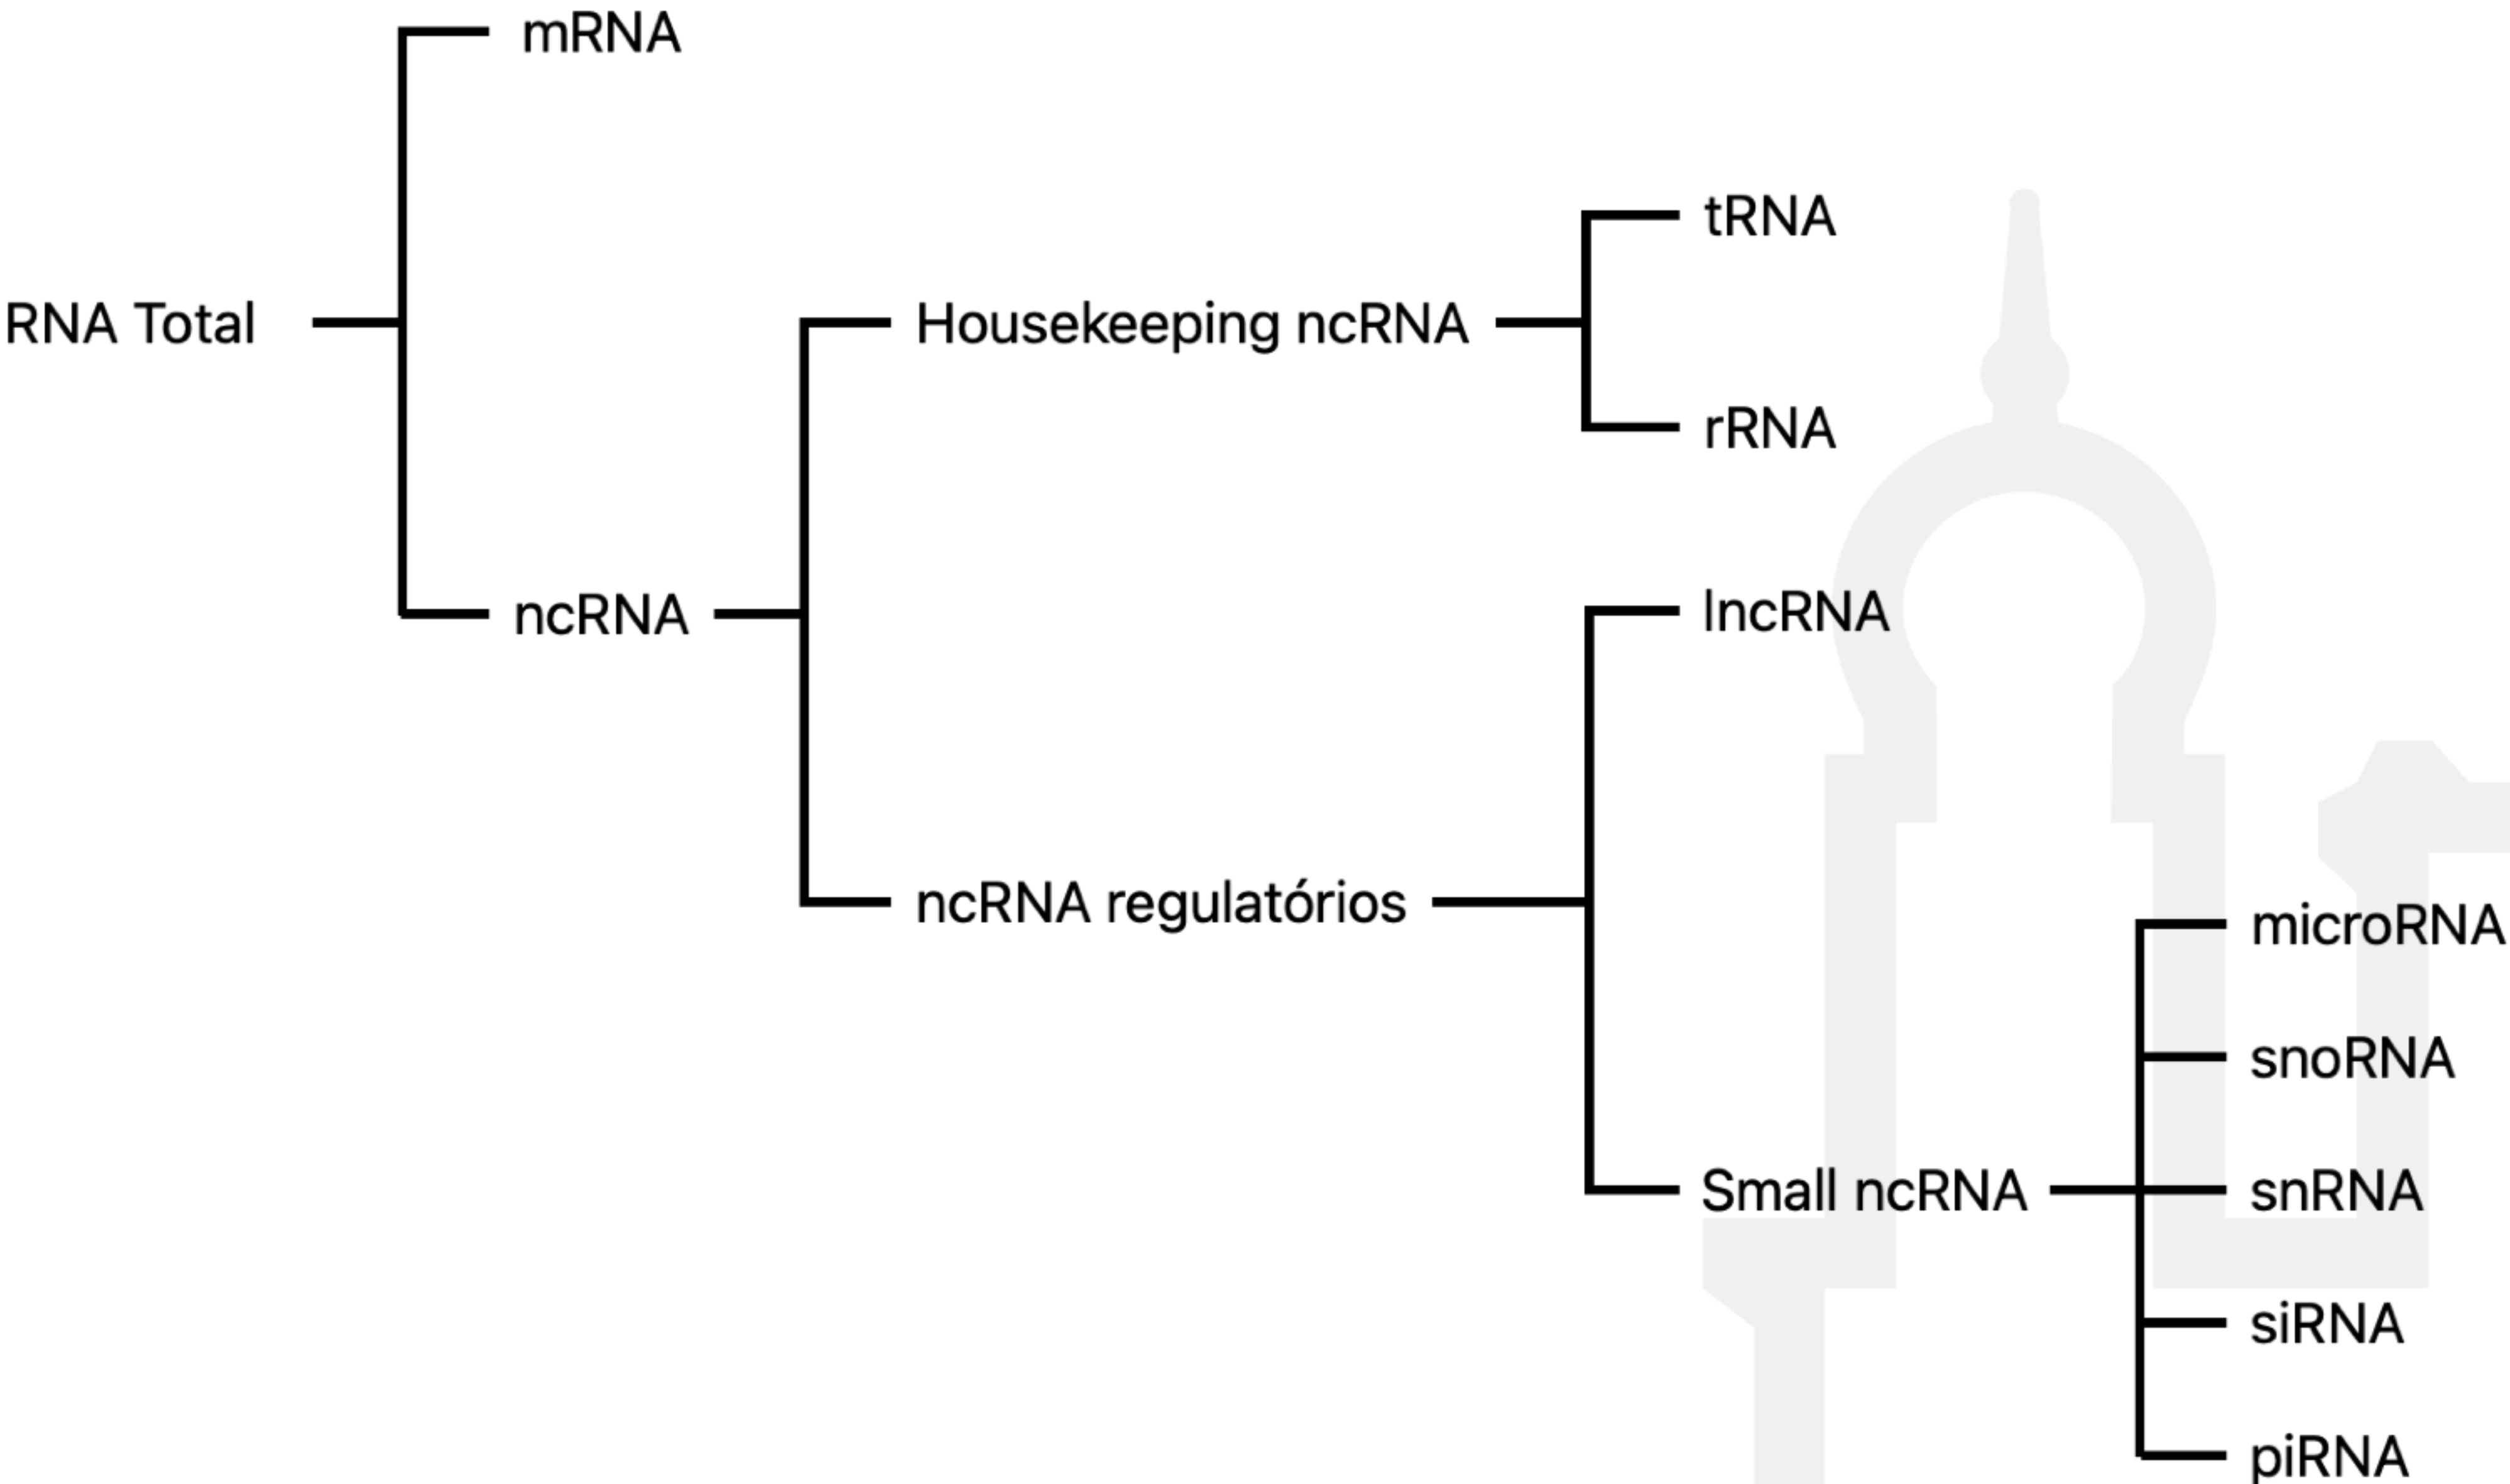 mRNA
tRNA
RNA Total
Housekeeping ncRNA
rRNA
lncRNA
ncRNA
ncRNA regulatórios
microRNA
snoRNA
Small ncRNA
snRNA
siRNA
piRNA